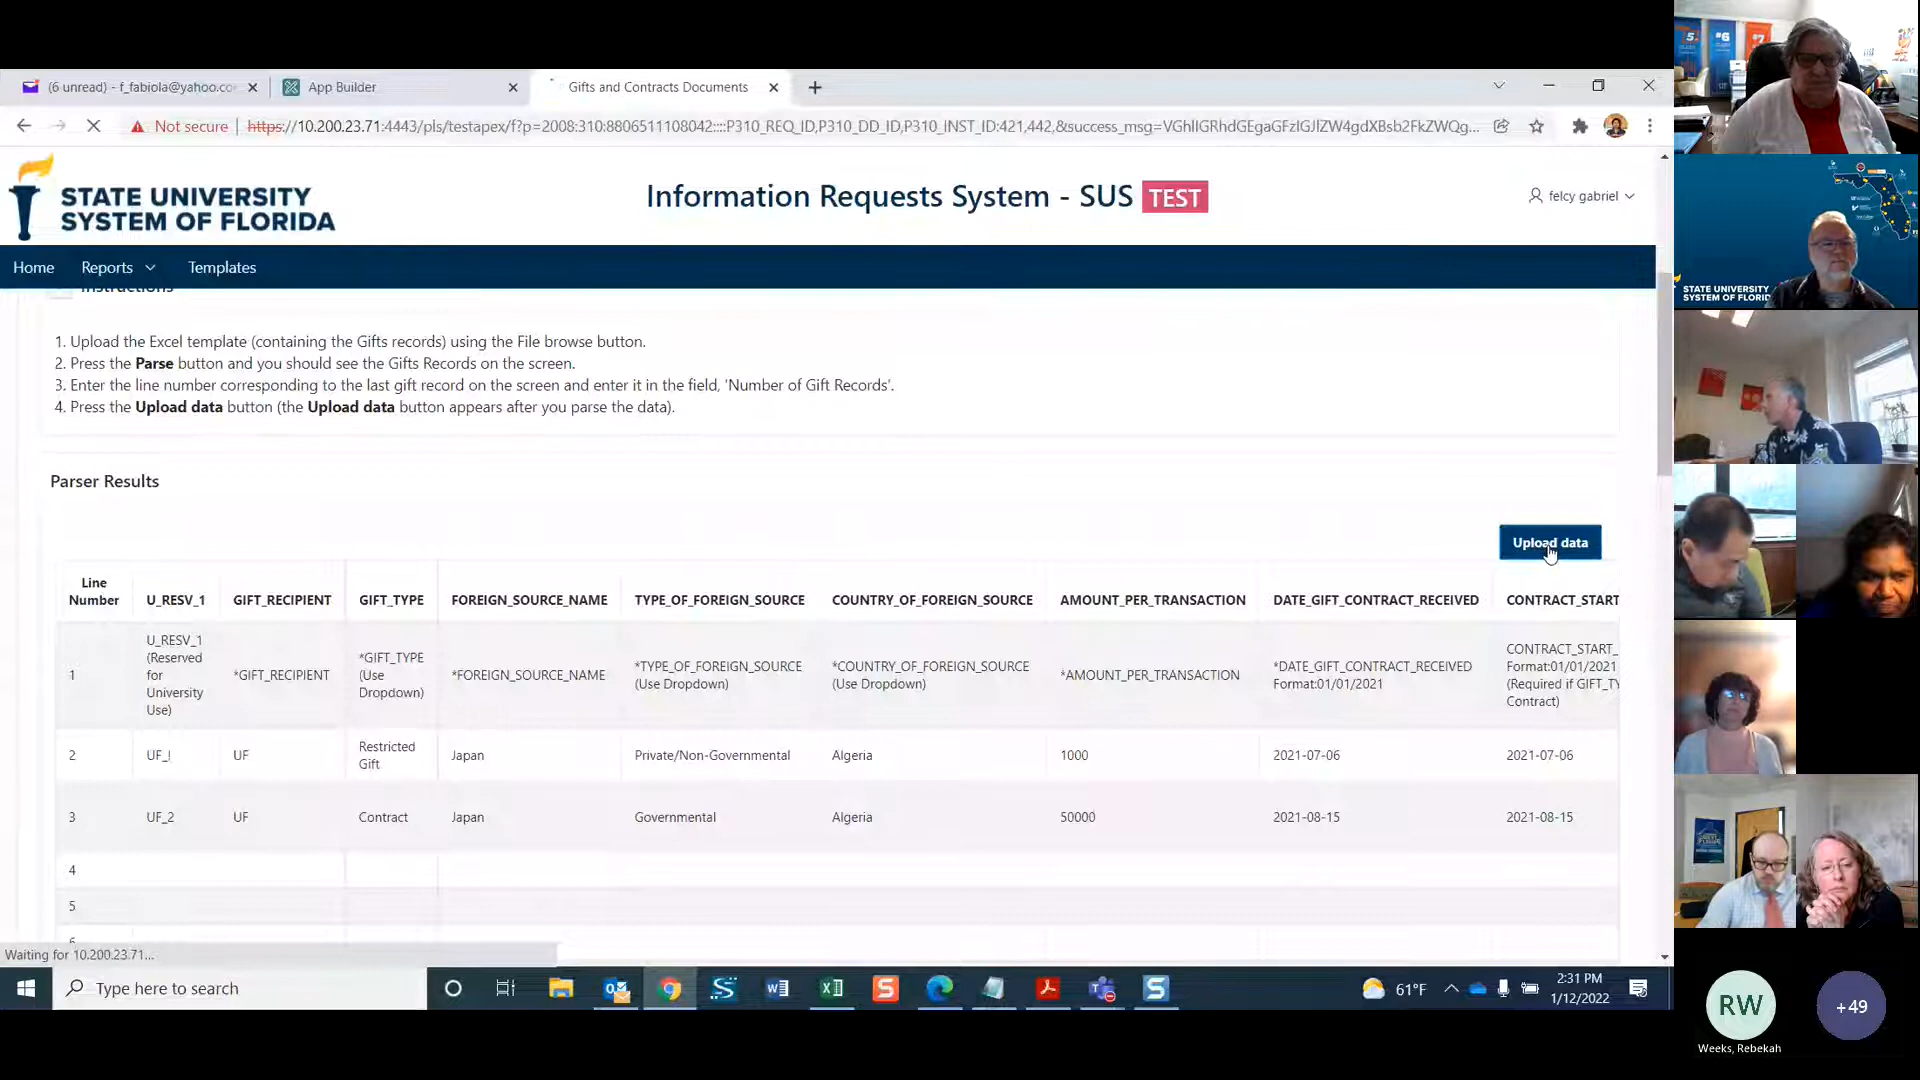 (6 unread) - f_fabiola@yahoo.co
App Builder
Gifts and Contracts Documents
Not secure
https://10.200.23.71:4443/pls/testapex/f?p=2008:310:8806511108042::::P310_REQ_ID,P310_DD_ID,P310_INST_ID:421,442,&success_msg=VGhlIGRhdGEgaGFzIGJlZW4gdXBsb2FkZWQg...
STATE UNIVERSITY
SYSTEM OF FLORIDA
Information Requests System - SUS TEST
felcy gabriel
Home Reports Templates
Instructions
1. Upload the Excel template (containing the Gifts records) using the File browse button.
2. Press the Parse button and you should see the Gifts Records on the screen.
3. Enter the line number corresponding to the last gift record on the screen and enter it in the field, 'Number of Gift Records'.
4. Press the Upload data button (the Upload data button appears after you parse the data).
Parser Results
Upload data
Line Number U_RESV_1 GIFT_RECIPIENT GIFT_TYPE FOREIGN_SOURCE_NAME TYPE_OF_FOREIGN_SOURCE COUNTRY_OF_FOREIGN_SOURCE AMOUNT_PER_TRANSACTION DATE_GIFT_CONTRACT_RECEIVED CONTRACT_START
1 U_RESV_1 (Reserved for University Use) *GIFT_RECIPIENT *GIFT_TYPE (Use Dropdown) *FOREIGN_SOURCE_NAME *TYPE_OF_FOREIGN_SOURCE (Use Dropdown) *COUNTRY_OF_FOREIGN_SOURCE (Use Dropdown) *AMOUNT_PER_TRANSACTION *DATE_GIFT_CONTRACT_RECEIVED Format:01/01/2021 CONTRACT_START_ Format:01/01/2021 (Required if GIFT_TY Contract)
2 UF_! UF Restricted Gift Japan Private/Non-Governmental Algeria 1000 2021-07-06 2021-07-06
3 UF_2 UF Contract Japan Governmental Algeria 50000 2021-08-15 2021-08-15
4
5
6
Waiting for 10.200.23.71...
Type here to search
61°F
2:31 PM
1/12/2022
#6
STATE UNIVERSITY
SYSTEM OF FLORID
RW
Weeks, Rebekah
+49